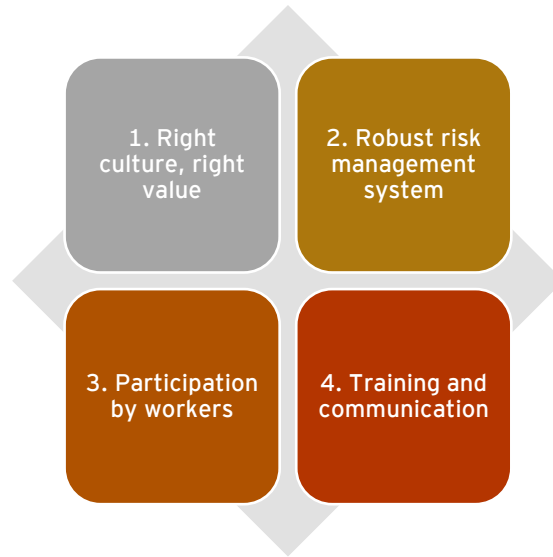 1. Right
culture, right
value
2. Robust risk
management
system
3. Participation
by workers
4. Training and
communication